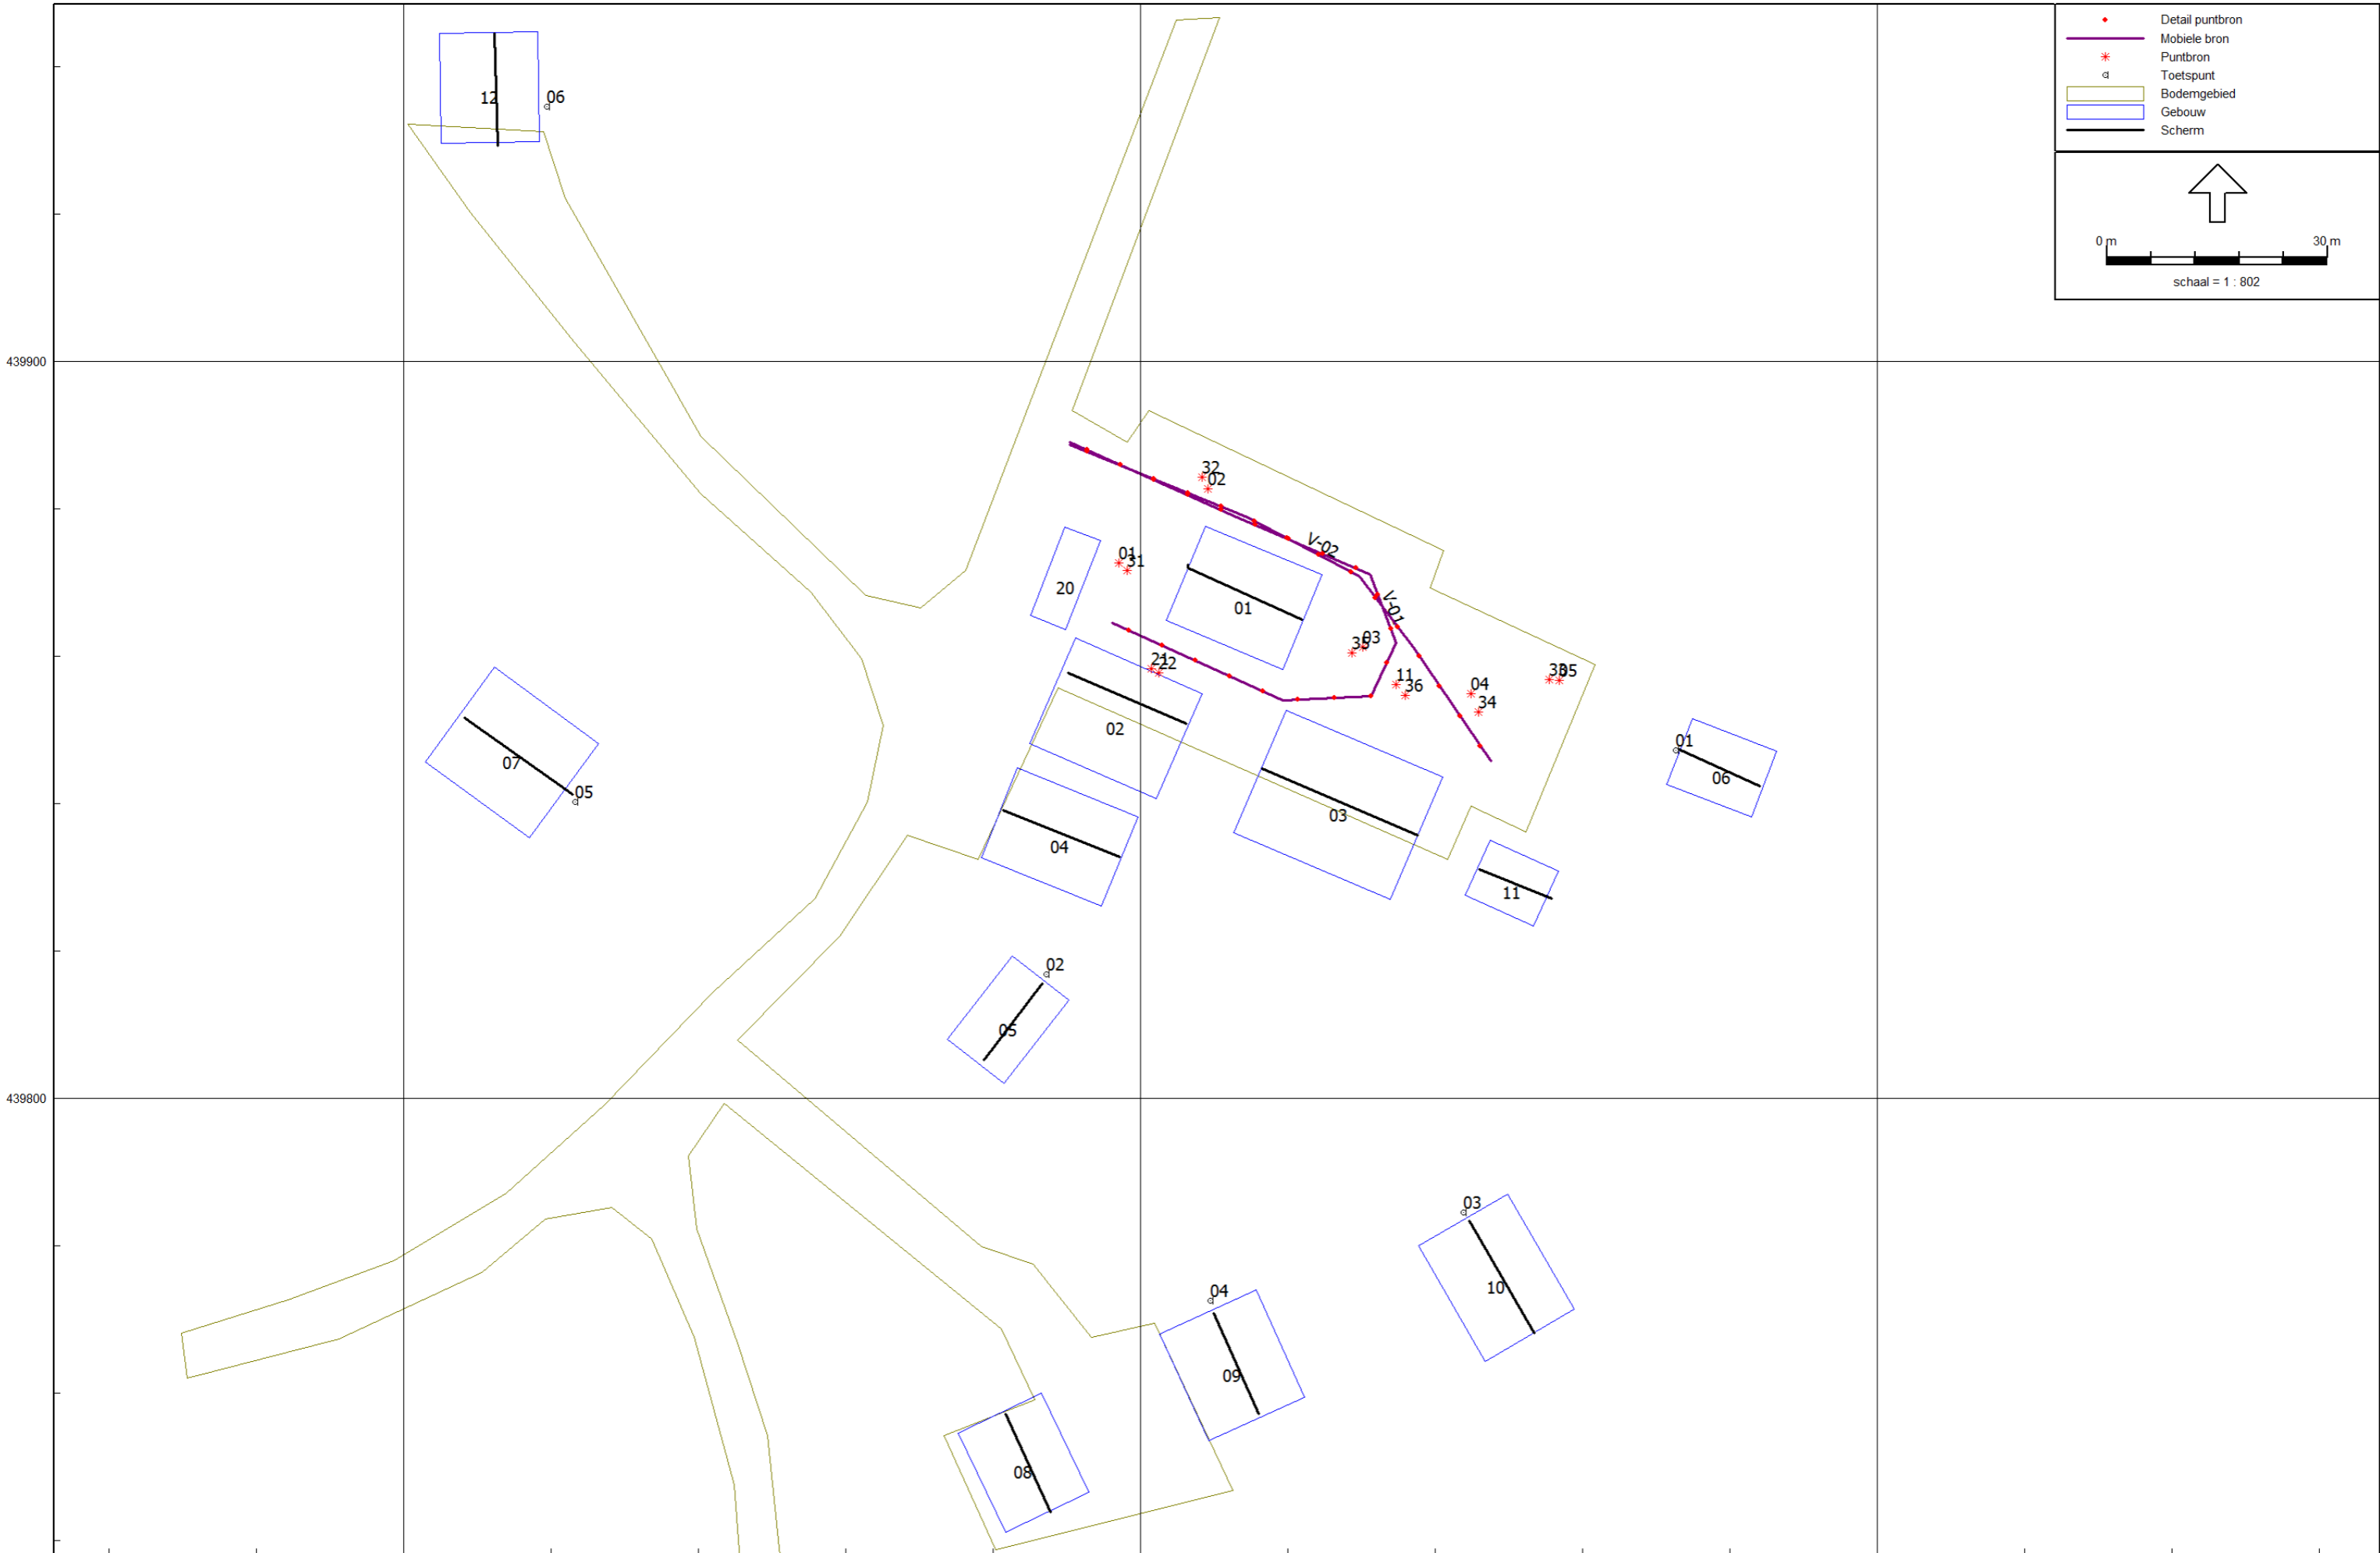 Detail puntbron
Mobiele bron
Puntbron
Toetspunt
Bodemgebied
Gebouw
Scherm
0 m
30 m
schaal = 1 : 802
12
06
439900
32
02
V-02
01
31
20
01
V-01
35
03
21
22
11
36
04
34
33
05
02
01
06
07
05
03
04
11
02
05
439800
03
10
04
09
08